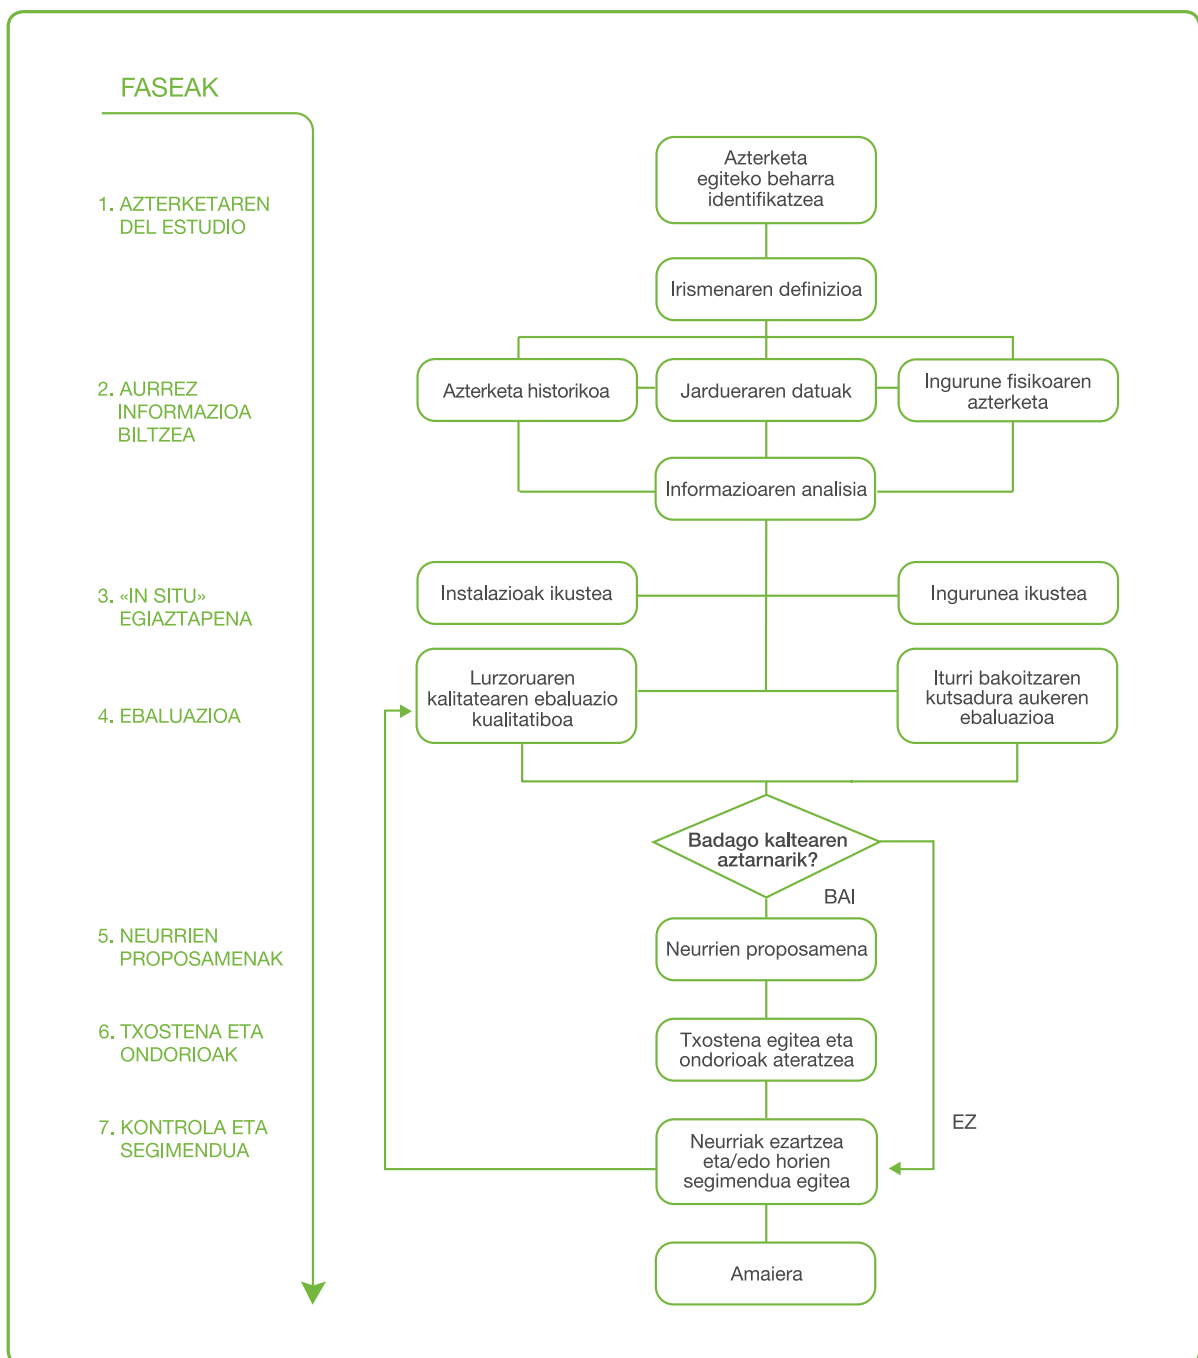 FASEAK
1. AZTERKETAREN
DEL ESTUDIO
2. AURREZ
INFORMAZIOA
BILTZEA
3. «IN SITU»
EGIAZTAPENA
4. EBALUAZIOA
5. NEURRIEN
PROPOSAMENAK
6. TXOSTENA ETA
ONDORIOAK
7. KONTROLA ETA
SEGIMENDUA
Azterketa
egiteko beharra
identifikatzea
Irismenaren definizioa
Azterketa historikoa
Jardueraren datuak
Ingurune fisikoaren
azterketa
Informazioaren analisia
Instalazioak ikustea
Ingurunea ikustea
Lurzoruaren
kalitatearen ebaluazio
kualitatiboa
Iturri bakoitzaren
kutsadura aukeren
ebaluazioa
Badago kaltearen
aztarnarik?
BAI
Neurrien proposamena
Txostena egitea eta
ondorioak ateratzea
EZ
Neurriak ezartzea
eta/edo horien
segimendua egitea
Amaiera